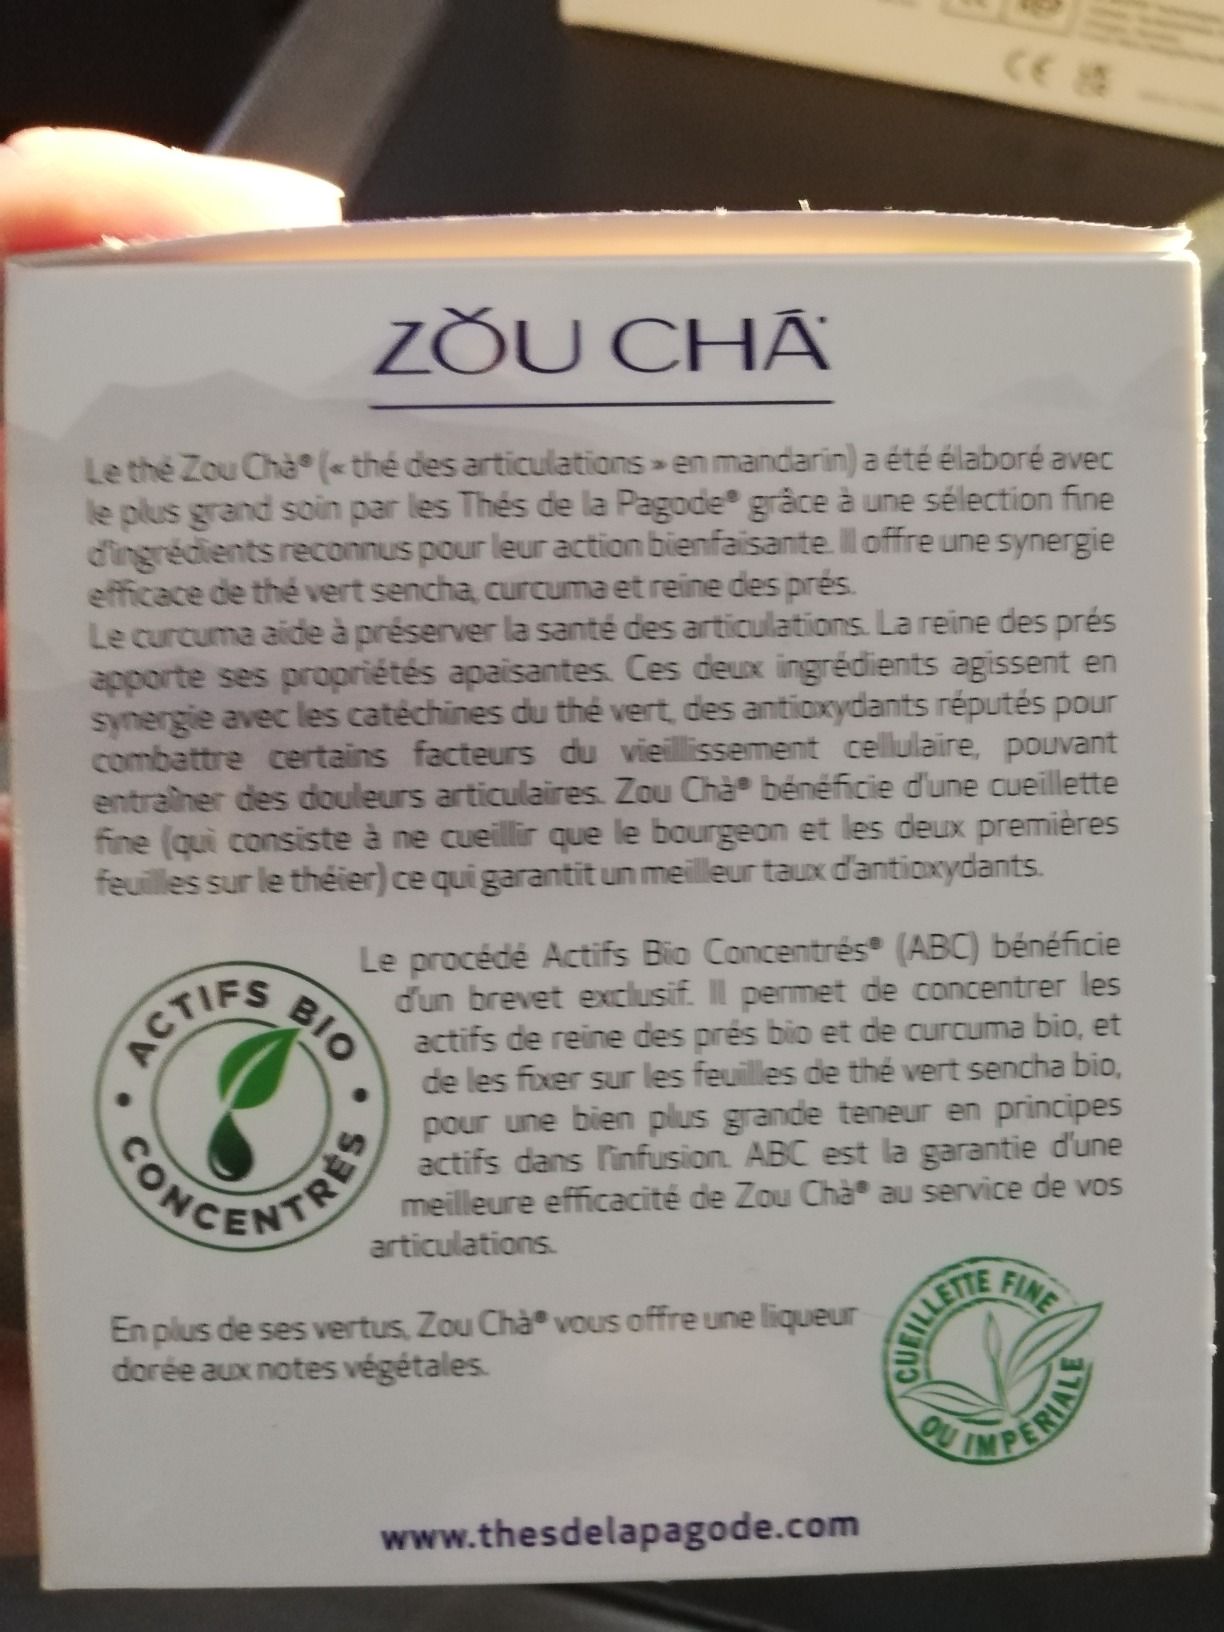 CE
ZǑU CHÁ
Le thé Zou Chà® (« thé des articulations » en mandarin) a été élaboré avec
le plus grand soin par les Thés de la Pagode® grâce à une sélection fine
d'ingrédients reconnus pour leur action bienfaisante. Il offre une synergie
efficace de thé vert sencha, curcuma et reine des prés.
Le curcuma aide à préserver la santé des articulations. La reine des prés
apporte ses propriétés apaisantes. Ces deux ingrédients agissent en
synergie avec les catéchines du thé vert, des antioxydants réputés pour
combattre certains facteurs du vieillissement cellulaire, pouvant
entraîner des douleurs articulaires. Zou Chà® bénéficie d'une cueillette
fine (qui consiste à ne cueillir que le bourgeon et les deux premières
feuilles sur le théier) ce qui garantit un meilleur taux d'antioxydants.
ACTIFS BIO
CONCENTRÉS
Le procédé Actifs Bio Concentrés® (ABC) bénéficie
d'un brevet exclusif. Il permet de concentrer les
actifs de reine des prés bio et de curcuma bio, et
de les fixer sur les feuilles de thé vert sencha bio,
pour une bien plus grande teneur en principes
actifs dans l'infusion. ABC est la garantie d'une
meilleure efficacité de Zou Chà® au service de vos
articulations.
En plus de ses vertus, Zou Chà® vous offre une liqueur
dorée aux notes végétales.
CUEILLETTE FINE
OU IMPÉRIALE
www.thesdelapagode.com